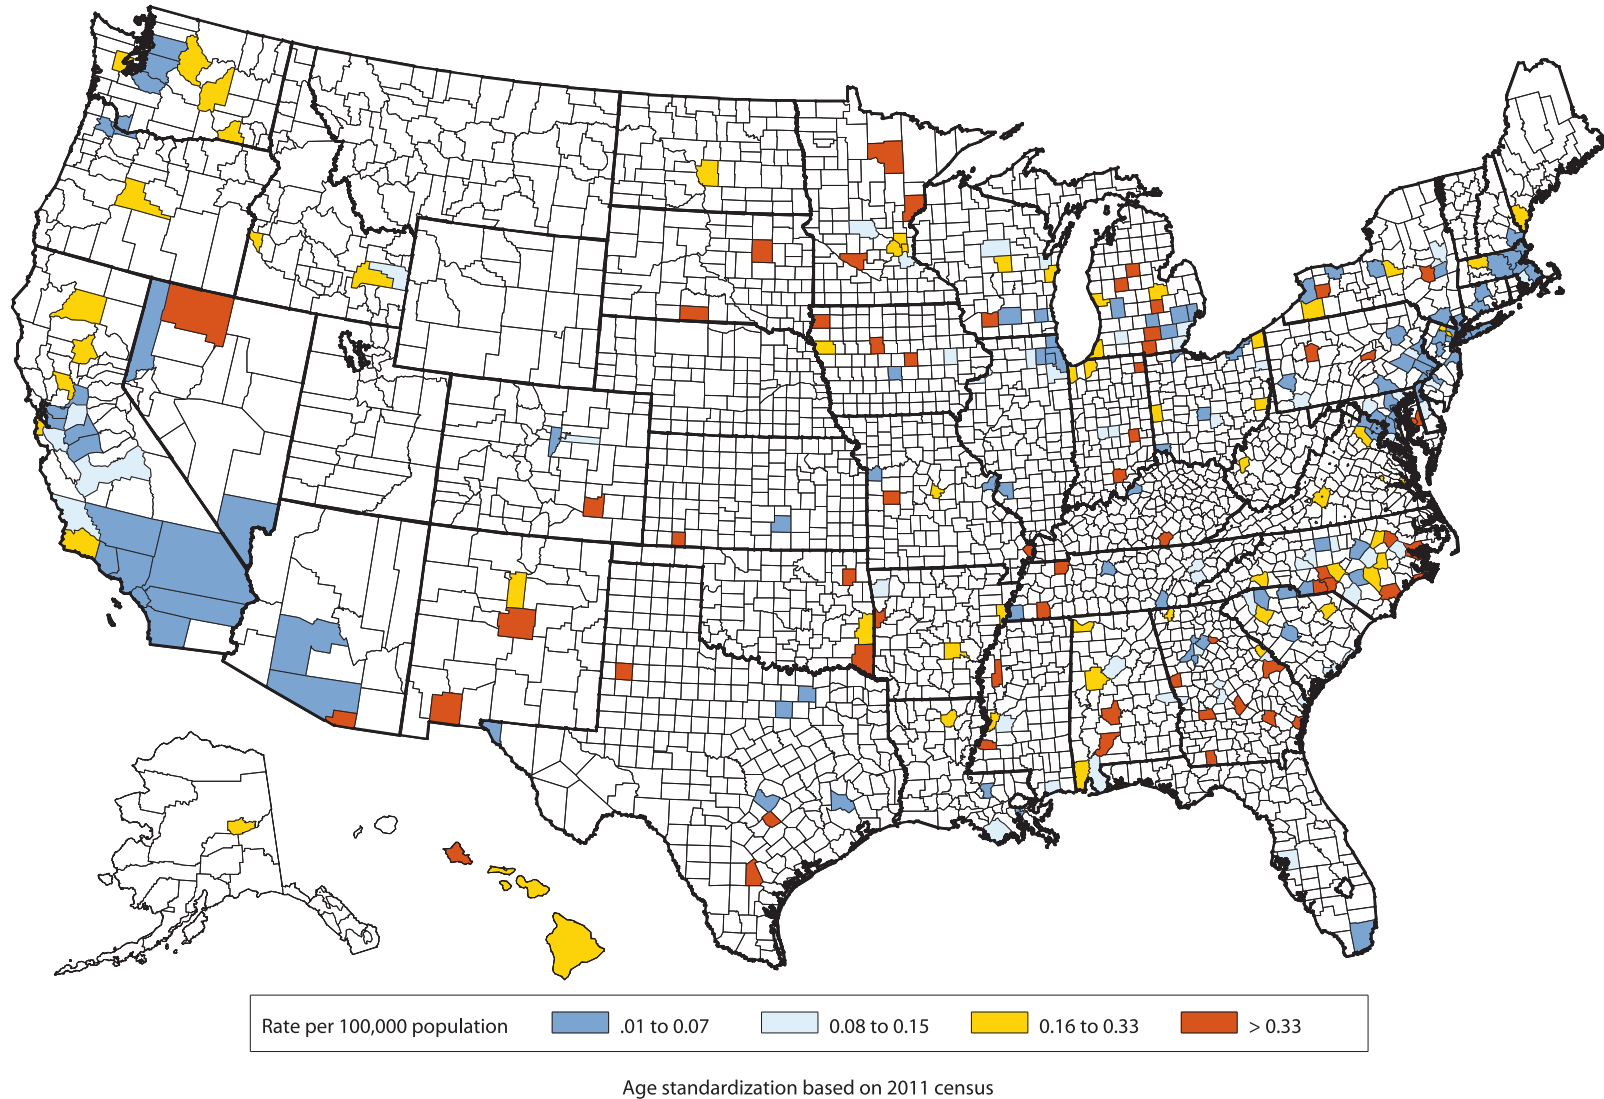 Rate per 100,000 population .01 to 0.07 0.08 to 0.15 0.16 to 0.33 > 0.33
Age standardization based on 2011 census